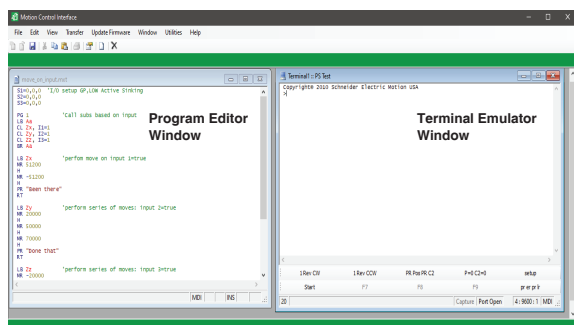 Motion Control Interface
File Edit View Transfer Update Firmware Window Utilities Help
move_on_input.mxt
S1=0,0,0 'I/O setup GP,LOW Active Sinking
S2=0,0,0
S3=0,0,0
PG 1 'Call subs based on input
LB Aa
CL Zx, I1=1
CL Zy, I2=1
CL Zz, I3=1
BR Aa
LB Zx 'perfom move on input 1=true
MR 51200
H
MR -51200
H
PR "Been there"
RT
LB Zy 'perform series of moves: input 2=true
MR 20000
H
MR 50000
H
MR 70000
H
PR "Done that"
RT
LB Zz 'perform series of moves: input 3=true
MR -20000
MDI INS
Program Editor
Window
Terminal1 :: PS Test
Copyright© 2010 Schneider Electric Motion USA
>
Terminal Emulator
Window
1 Rev CW 1 Rev CCW PR Pos PR C2 P=0 C2=0 setup
Start F7 F8 F9 pr er pr lr
20 Capture Port Open 4 : 9600 : 1 MDI